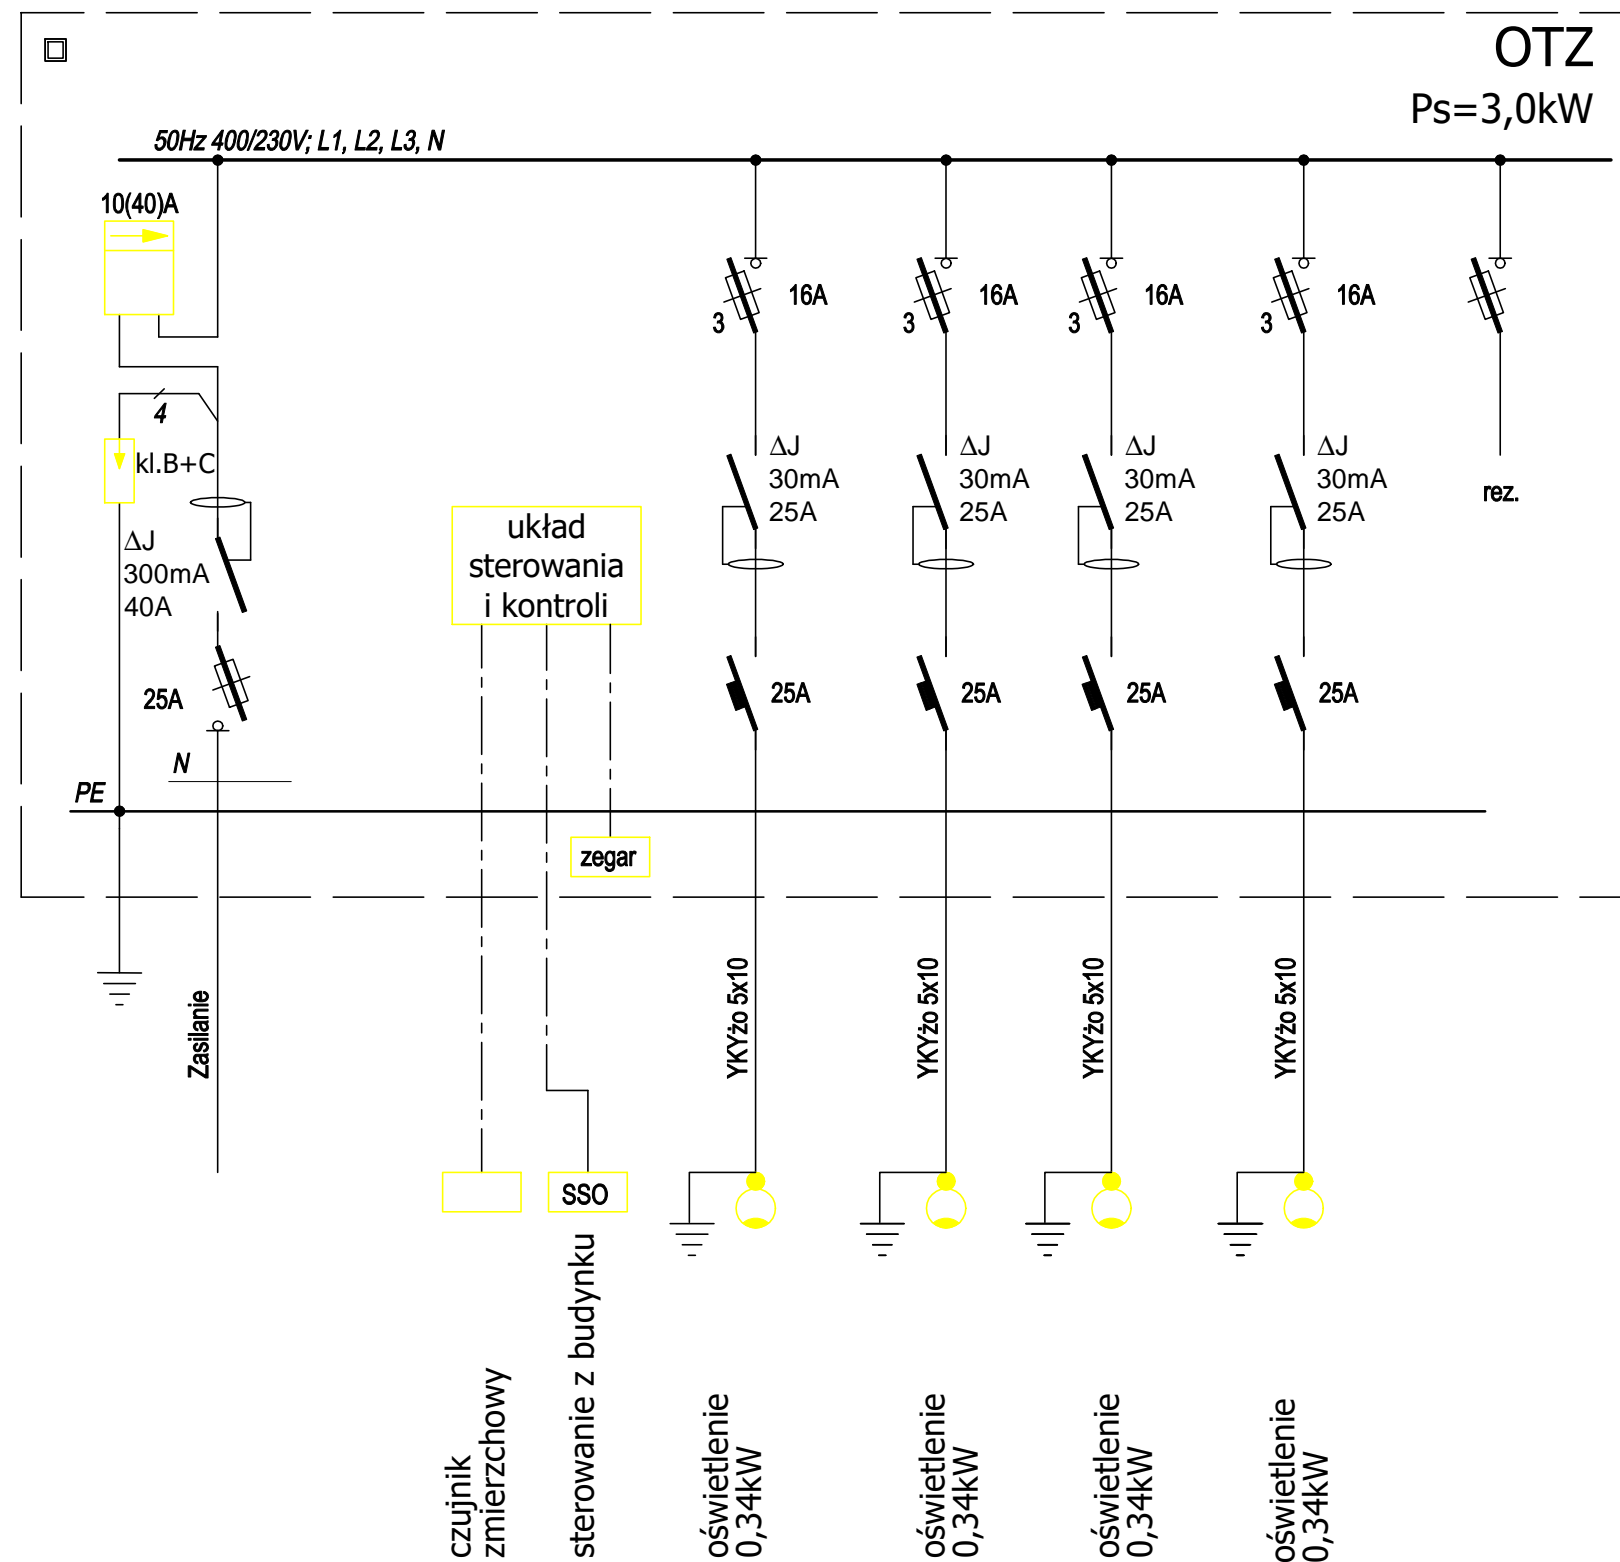 OTZ
Ps=3,0kW
50Hz 400/230V; L1, L2, L3, N
10(40)A
4
kl.B+C
ΔJ
300mA
40A
25A
N
PE
układ
sterowania
i kontroli
zegar
16A
3
16A
3
16A
3
16A
3
ΔJ
30mA
25A
ΔJ
30mA
25A
ΔJ
30mA
25A
ΔJ
30mA
25A
rez.
25A
25A
25A
25A
Zasilanie
YKYżo 5x10
YKYżo 5x10
YKYżo 5x10
YKYżo 5x10
SSO
czujnik
zmierzchowy
sterowanie z budynku
oświetlenie
0,34kW
oświetlenie
0,34kW
oświetlenie
0,34kW
oświetlenie
0,34kW